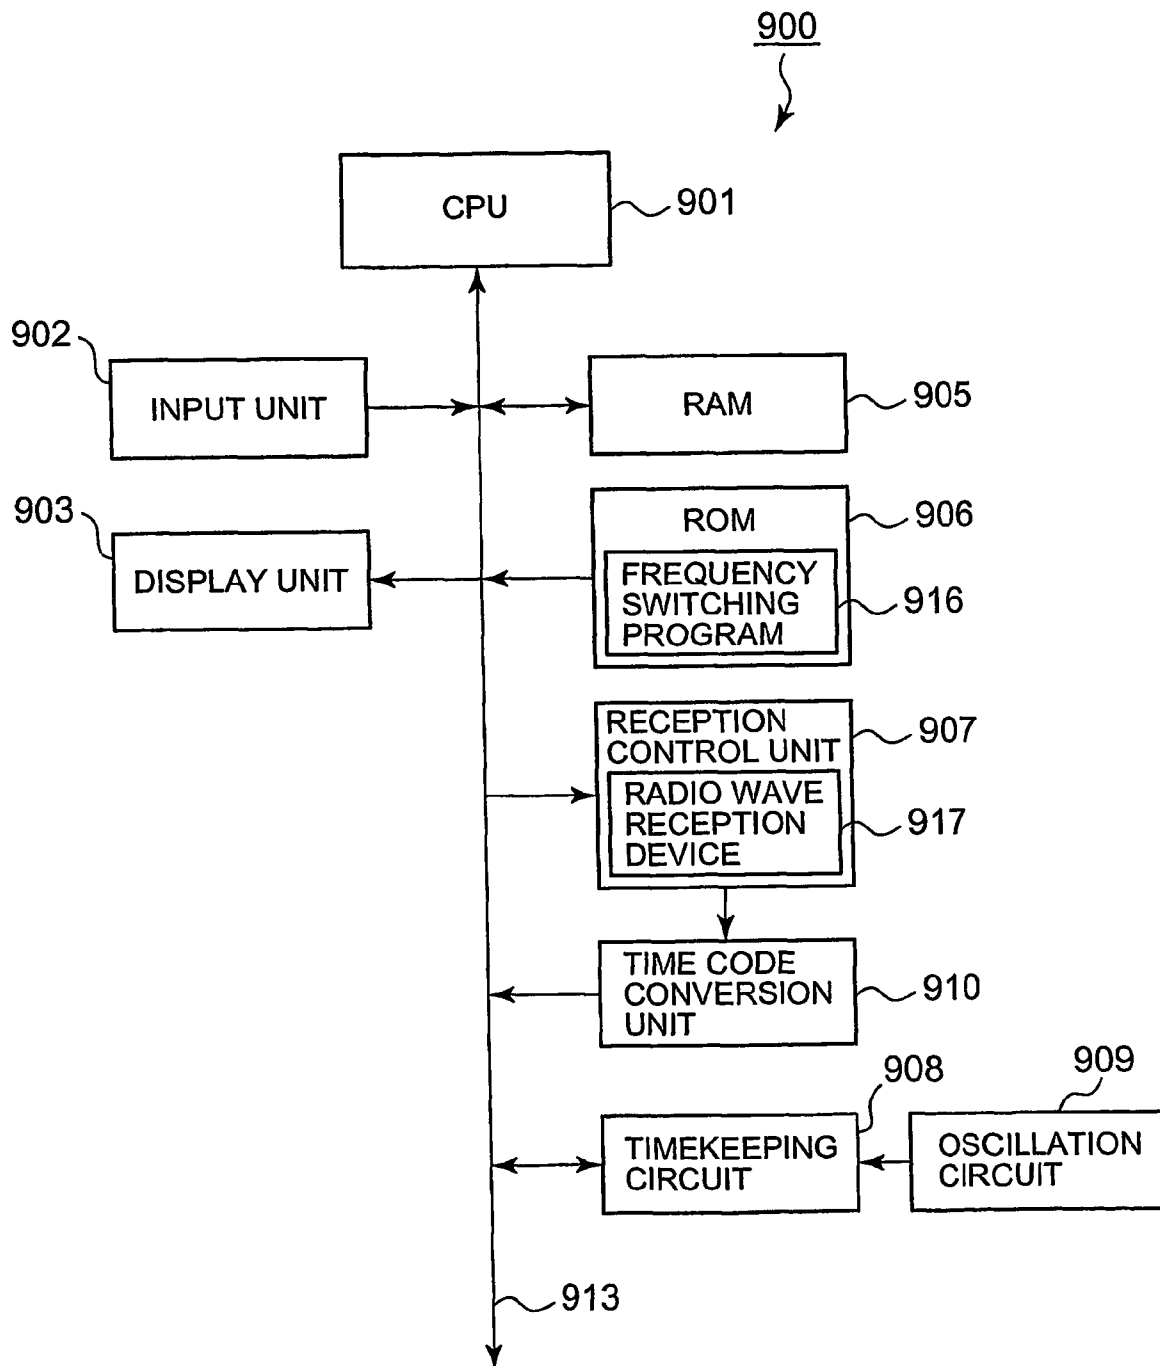 900
CPU
901
902
INPUT UNIT
RAM
905
903
DISPLAY UNIT
ROM
906
FREQUENCY
SWITCHING
PROGRAM
916
RECEPTION
CONTROL UNIT
907
RADIO WAVE
RECEPTION
DEVICE
917
TIME CODE
CONVERSION
UNIT
910
908
909
TIMEKEEPING
CIRCUIT
OSCILLATION
CIRCUIT
913